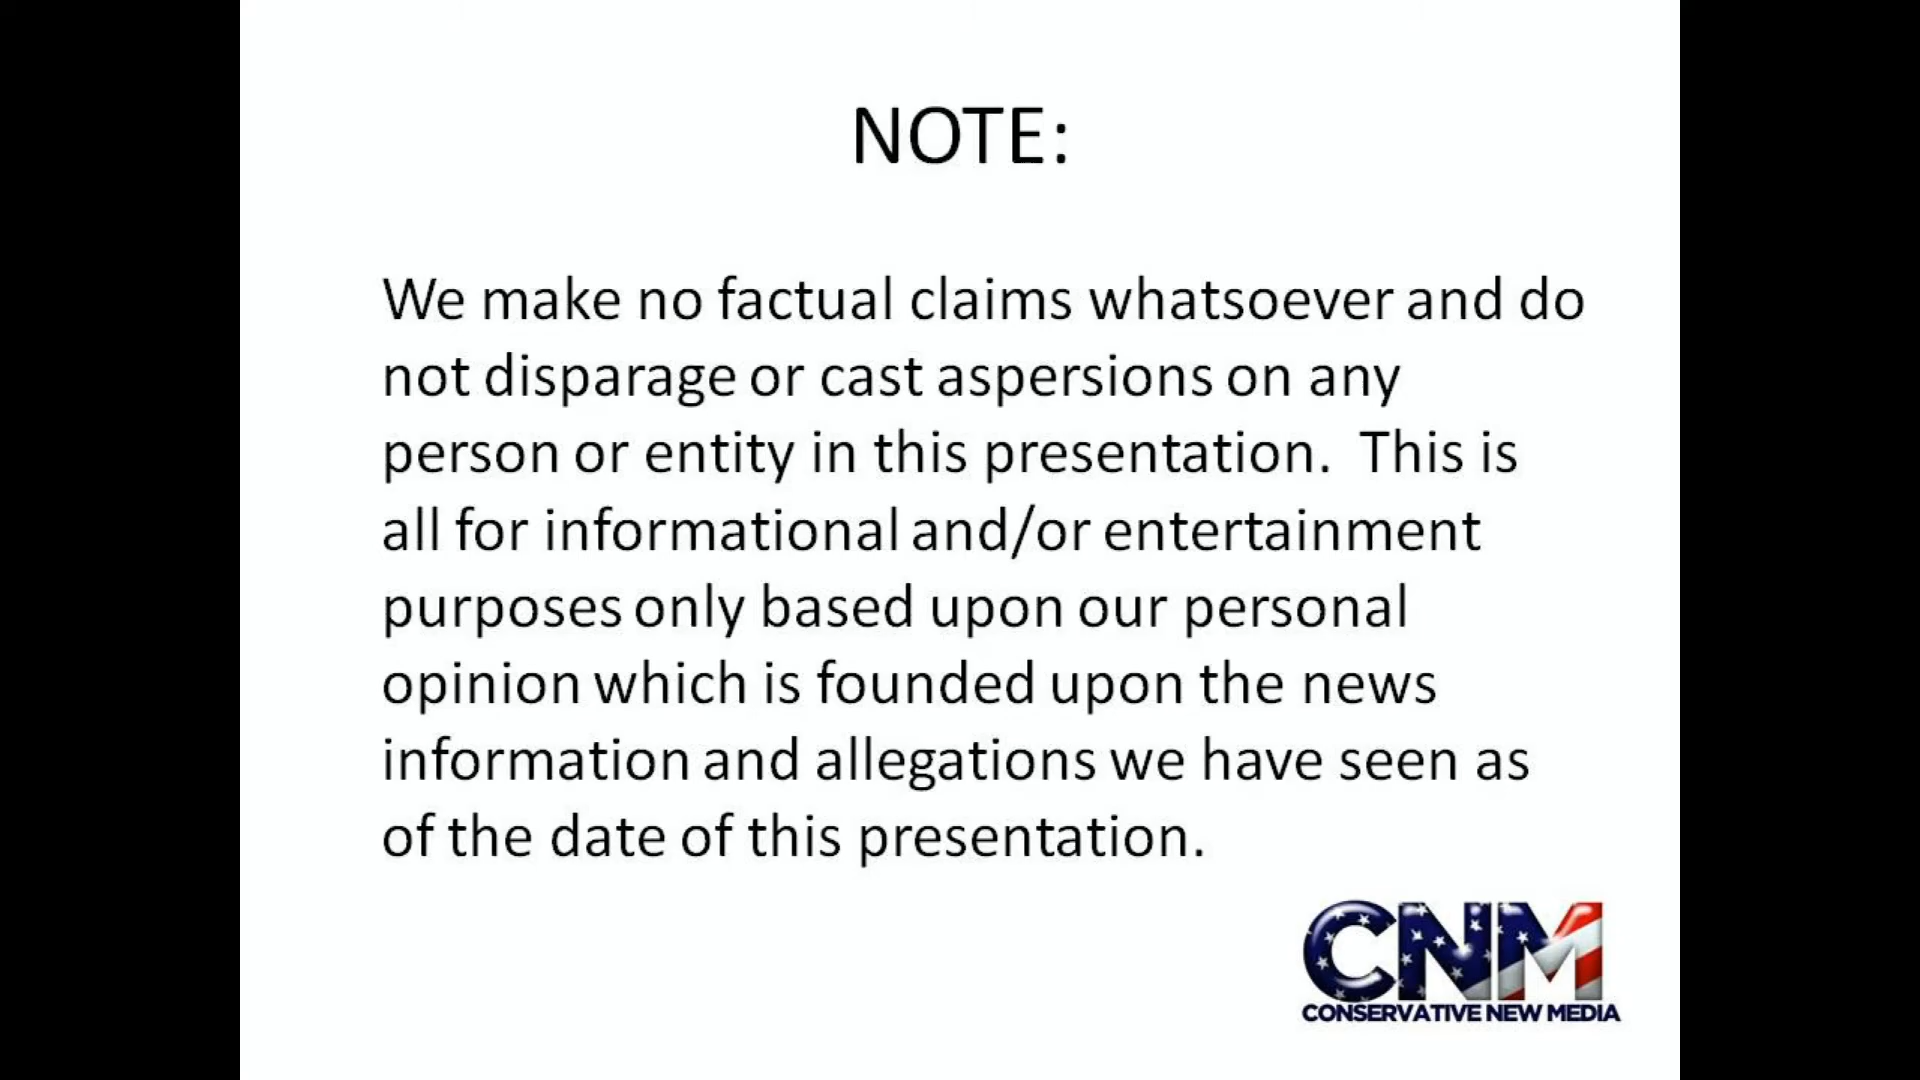 NOTE:
We make no factual claims whatsoever and do
not disparage or cast aspersions on any
person or entity in this presentation.  This is
all for informational and/or entertainment
purposes only based upon our personal
opinion which is founded upon the news
information and allegations we have seen as
of the date of this presentation.
CNM
CONSERVATIVE NEW MEDIA